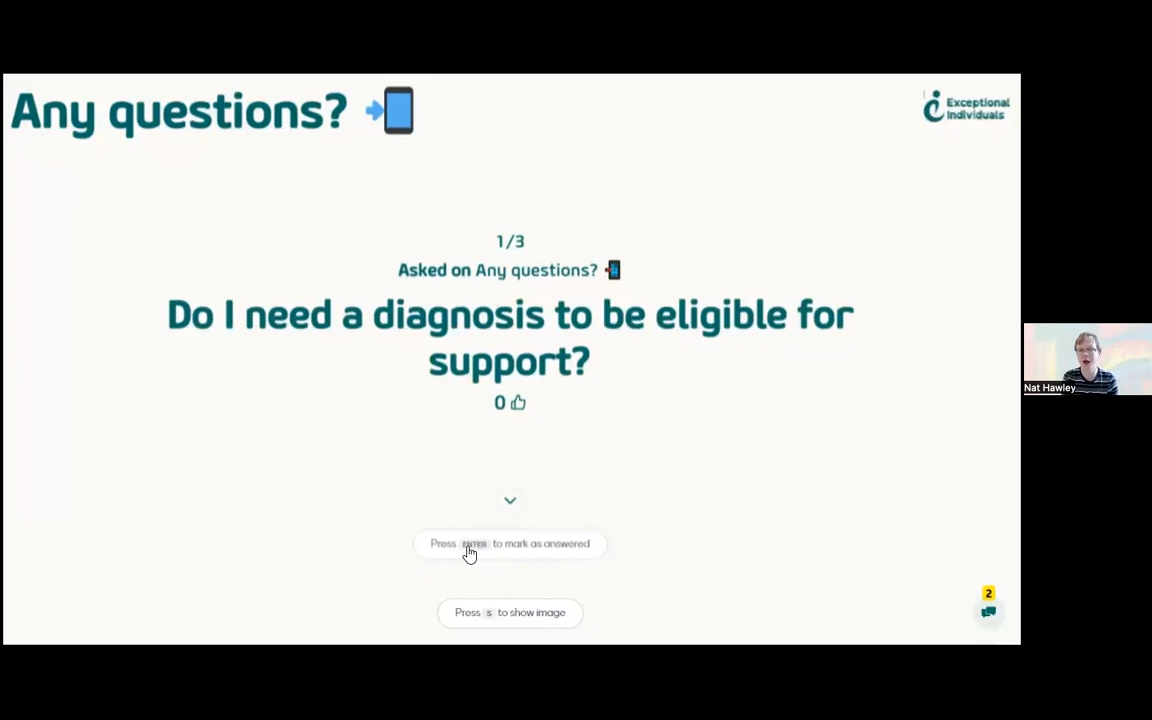 Any questions?
Exceptional
Individuals
1/3
Asked on Any questions?
Do I need a diagnosis to be eligible for
support?
0
Nat Hawley
Press ENTER to mark as answered
Press S to show image
2